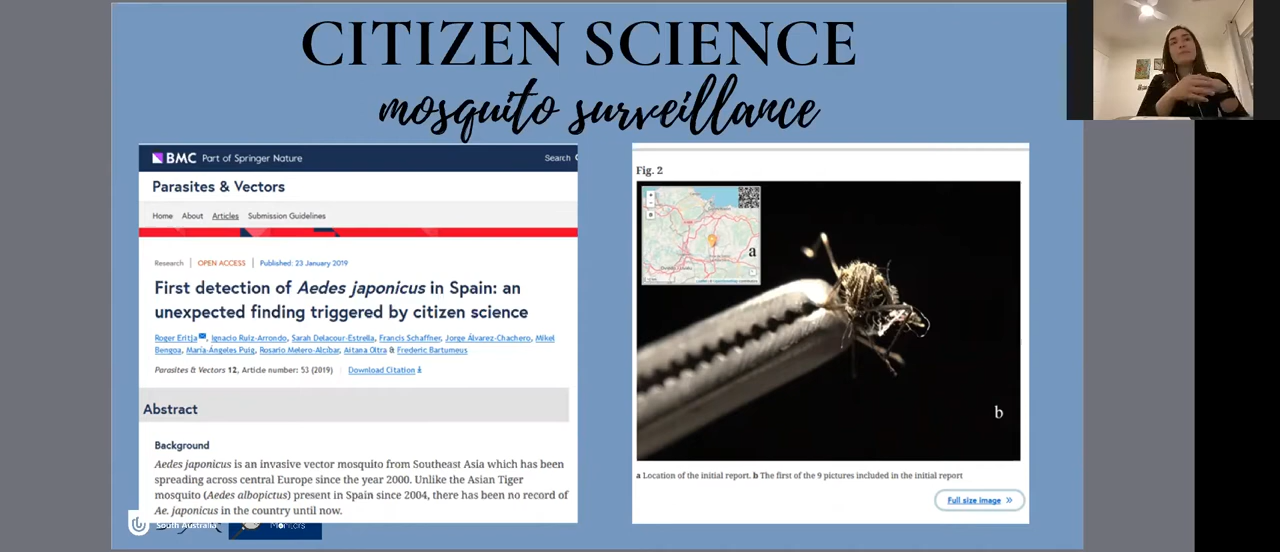 CITIZEN SCIENCE
mosquito surveillance
BMC Part of Springer Nature
Search
Parasites & Vectors
Home About Articles Submission Guidelines
Research OPEN ACCESS Published: 23 January 2019
First detection of Aedes japonicus in Spain: an
unexpected finding triggered by citizen science
Roger Eritja, Ignacio Ruiz-Arrondo, Sarah Delacour-Estrella, Francis Schaffner, Jorge Álvarez-Chachero, Mikel
Bengoa, María-Ángeles Puig, Rosario Melero-Alcíbar, Aitana Oltra & Frederic Bartumeus
Parasites & Vectors 12, Article number: 53 (2019) Download Citation
Abstract
Background
Aedes japonicus is an invasive vector mosquito from Southeast Asia which has been
spreading across central Europe since the year 2000. Unlike the Asian Tiger
mosquito (Aedes albopictus) present in Spain since 2004, there has been no record of
Ae. japonicus in the country until now.
South Australia
Fig. 2
a
b
a Location of the initial report. b The first of the 9 pictures included in the initial report
Full size image